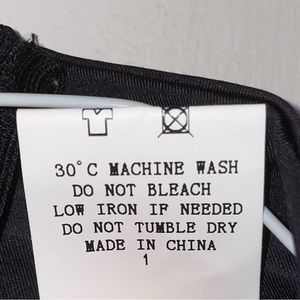 30°C MACHINE WASH
DO NOT BLEACH
LOW IRON IF NEEDED
DO NOT TUMBLE DRY
MADE IN CHINA
1